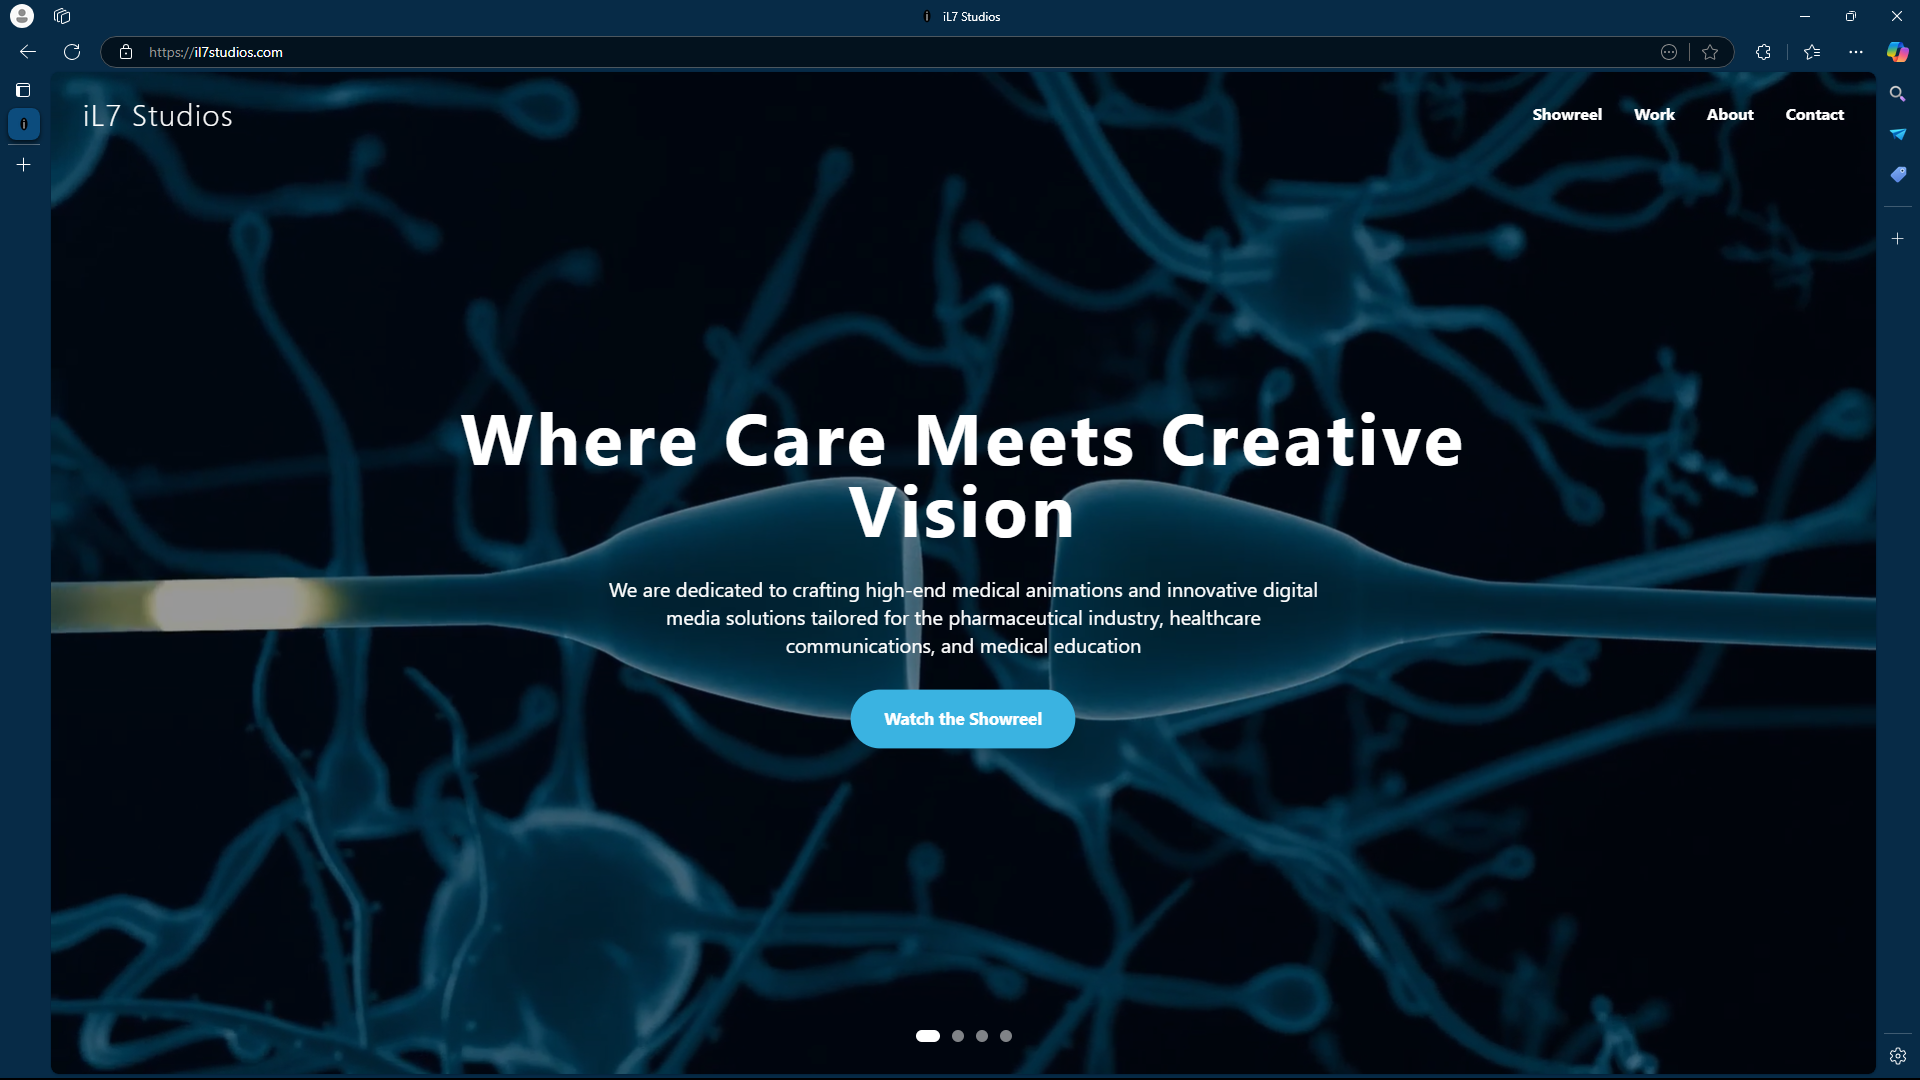 iL7 Studios
https://il7studios.com
iL7 Studios
Showreel Work About Contact
Where Care Meets Creative
Vision
We are dedicated to crafting high-end medical animations and innovative digital
media solutions tailored for the pharmaceutical industry, healthcare
communications, and medical education
Watch the Showreel